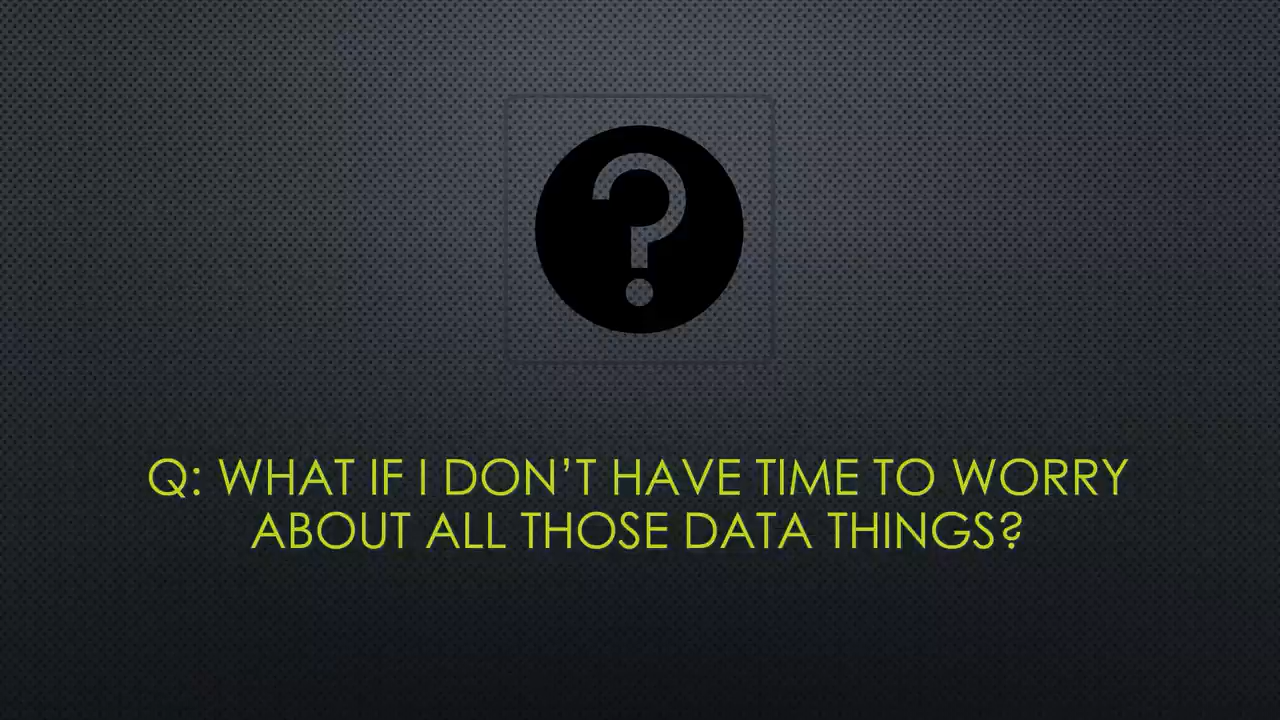 Q: WHAT IF I DON’T HAVE TIME TO WORRY
ABOUT ALL THOSE DATA THINGS?